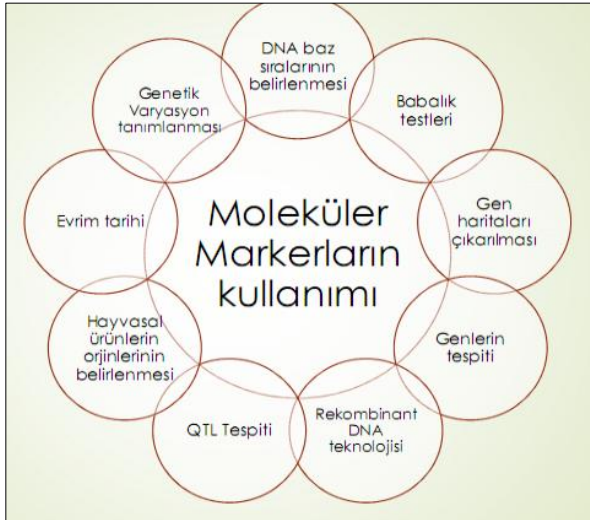 DNA baz
sıralarının
belirlenmesi
Babalık
testleri
Gen
haritaları
çıkarılması
Genlerin
tespiti
Rekombinant
DNA
teknolojisi
QTL Tespiti
Hayvasal
ürünlerin
orjinlerinin
belirlenmesi
Evrim tarihi
Genetik
Varyasyon
tanımlanması
Moleküler
Markerların
kullanımı